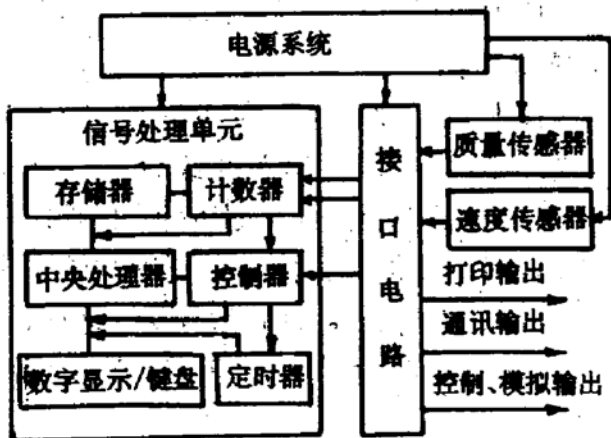 电源系统
信号处理单元
存储器
计数器
中央处理器
控制器
数字显示/键盘
定时器
接口电路
质量传感器
速度传感器
打印输出
通讯输出
控制、模拟输出